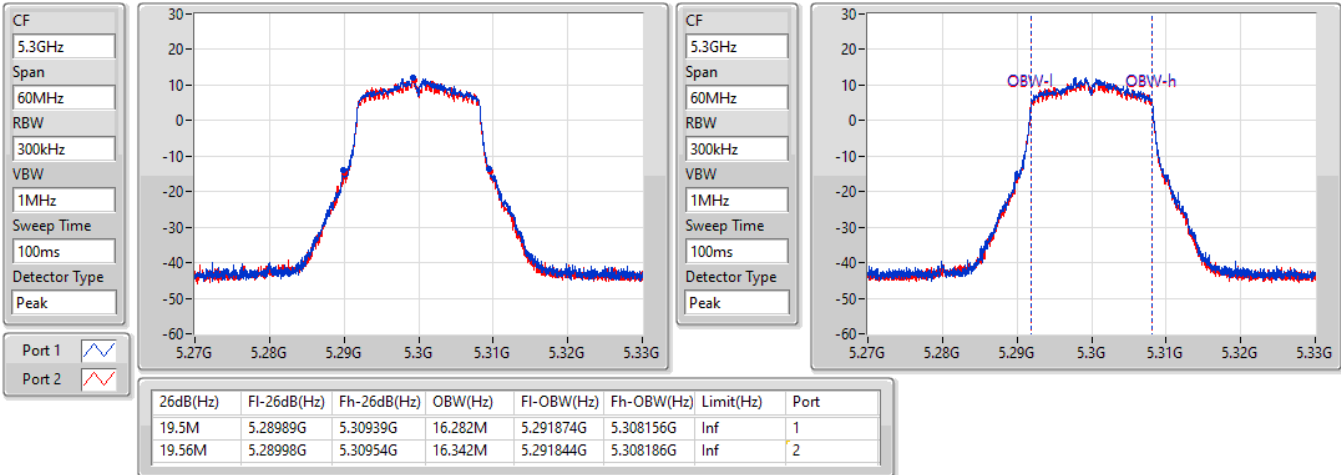 CF
5.3GHz
Span
60MHz
RBW
300kHz
VBW
1MHz
Sweep Time
100ms
Detector Type
Peak
Port 1
Port 2
30
20
10
0
-10
-20
-30
-40
-50
-60
5.27G 5.28G 5.29G 5.3G 5.31G 5.32G 5.33G
CF
5.3GHz
Span
60MHz
RBW
300kHz
VBW
1MHz
Sweep Time
100ms
Detector Type
Peak
30
20
10
0
-10
-20
-30
-40
-50
-60
OBW-l OBW-h
5.27G 5.28G 5.29G 5.3G 5.31G 5.32G 5.33G
26dB(Hz) Fl-26dB(Hz) Fh-26dB(Hz) OBW(Hz) Fl-OBW(Hz) Fh-OBW(Hz) Limit(Hz) Port
19.5M 5.28989G 5.30939G 16.282M 5.291874G 5.308156G Inf 1
19.56M 5.28998G 5.30954G 16.342M 5.291844G 5.308186G Inf 2